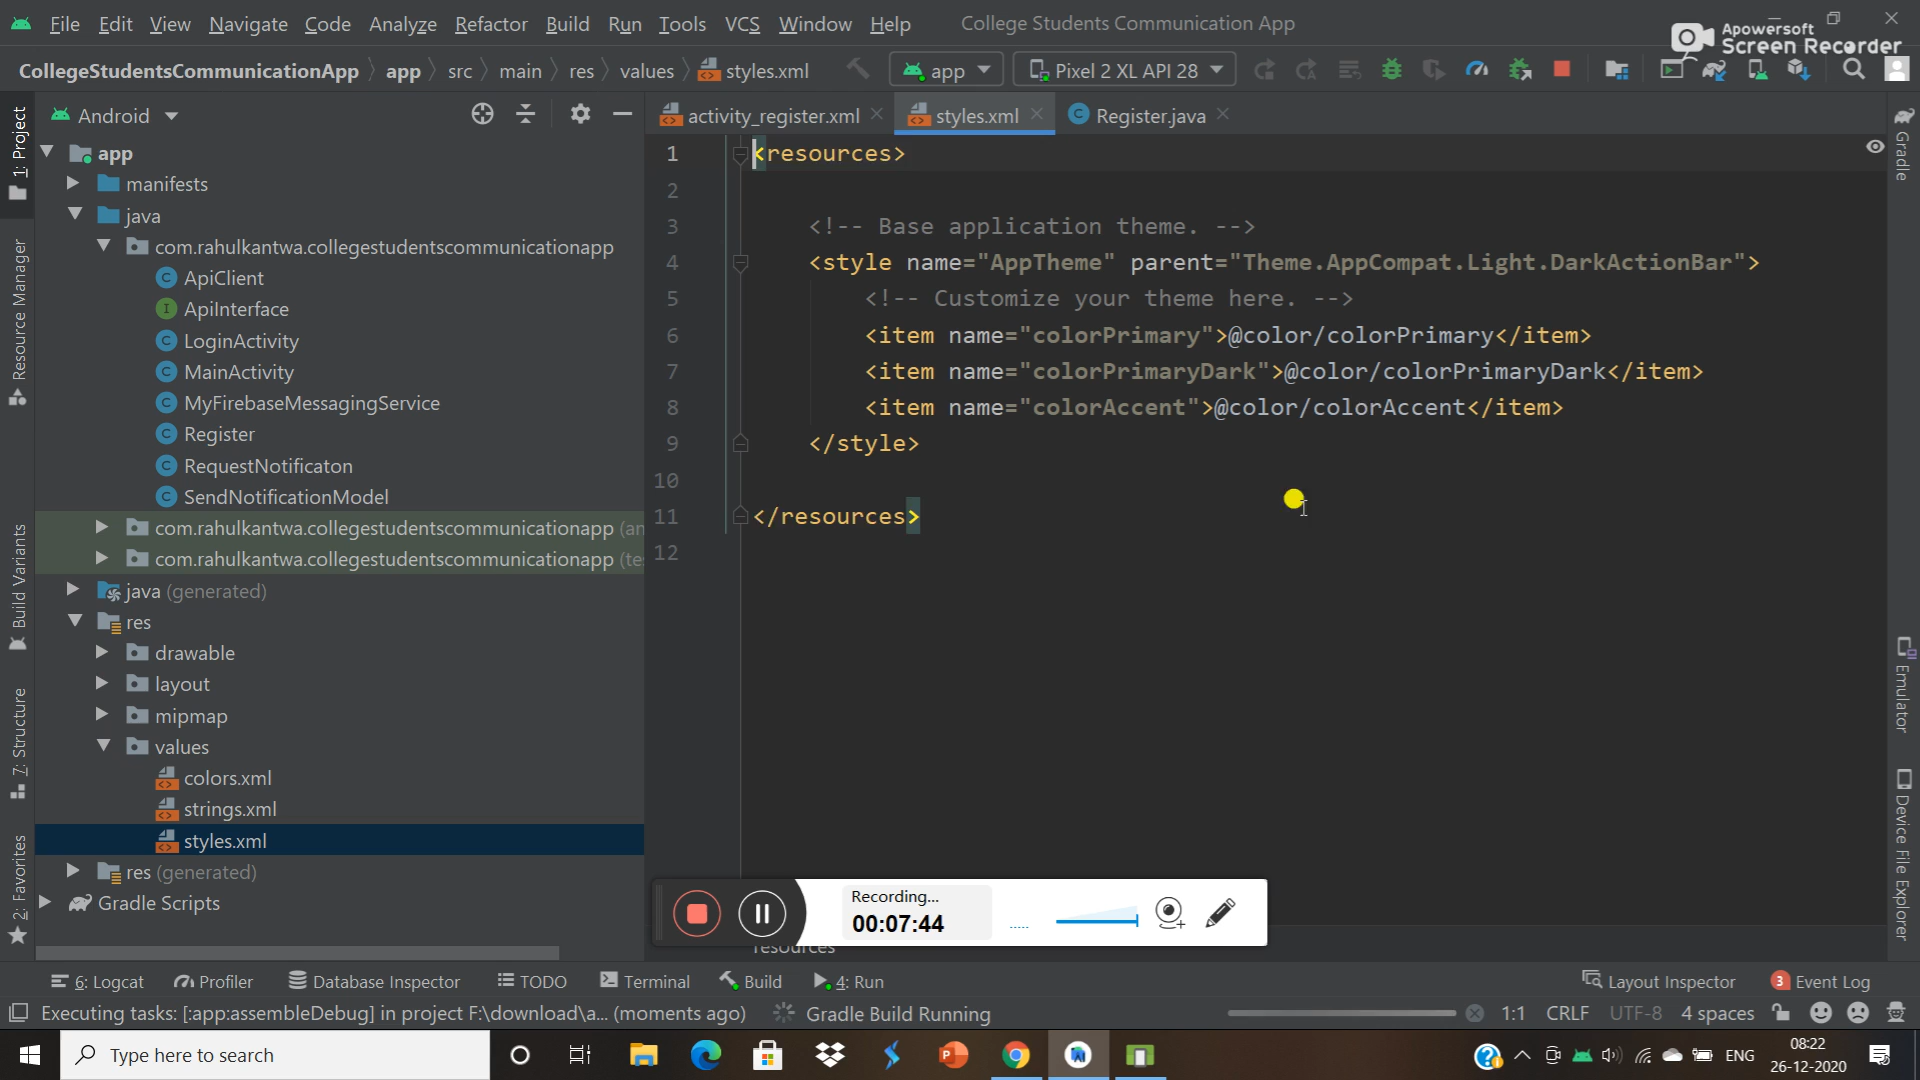 File Edit View Navigate Code Analyze Refactor Build Run Tools VCS Window Help College Students Communication App
Apowersoft
Screen Recorder
CollegeStudentsCommunicationApp app src main res values styles.xml app Pixel 2 XL API 28
Android
activity_register.xml styles.xml Register.java
1: Project
Resource Manager
Build Variants
7: Structure
2: Favorites
app
manifests
java
com.rahulkantwa.collegestudentscommunicationapp
ApiClient
ApiInterface
LoginActivity
MainActivity
MyFirebaseMessagingService
Register
RequestNotificaton
SendNotificationModel
com.rahulkantwa.collegestudentscommunicationapp (an
com.rahulkantwa.collegestudentscommunicationapp (te
java (generated)
res
drawable
layout
mipmap
values
colors.xml
strings.xml
styles.xml
res (generated)
Gradle Scripts
1 <resources>
2
3 <!-- Base application theme. -->
4 <style name="AppTheme" parent="Theme.AppCompat.Light.DarkActionBar">
5 <!-- Customize your theme here. -->
6 <item name="colorPrimary">@color/colorPrimary</item>
7 <item name="colorPrimaryDark">@color/colorPrimaryDark</item>
8 <item name="colorAccent">@color/colorAccent</item>
9 </style>
10
11 </resources>
12
Gradle
Emulator
Device File Explorer
Recording...
00:07:44
resources
6: Logcat Profiler Database Inspector TODO Terminal Build 4: Run Layout Inspector 3 Event Log
Executing tasks: [:app:assembleDebug] in project F:\download\a... (moments ago) Gradle Build Running 1:1 CRLF UTF-8 4 spaces
Type here to search
ENG
08:22
26-12-2020